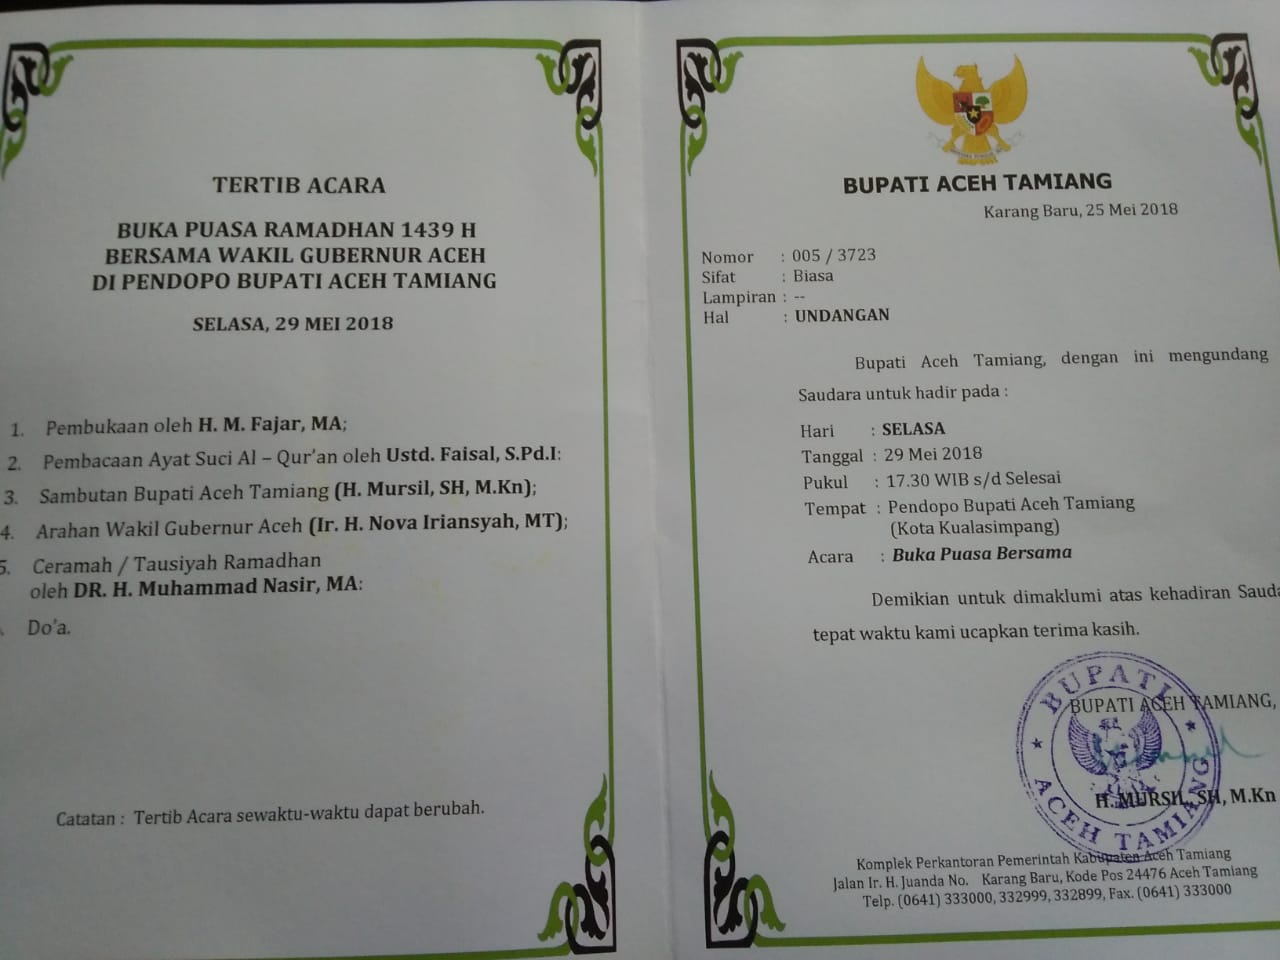 TERTIB ACARA
BUKA PUASA RAMADHAN 1439 H
BERSAMA WAKIL GUBERNUR ACEH
DI PENDOPO BUPATI ACEH TAMIANG
SELASA, 29 MEI 2018
1. Pembukaan oleh H. M. Fajar, MA;
2. Pembacaan Ayat Suci Al – Qur'an oleh Ustd. Faisal, S.Pd.I:
3. Sambutan Bupati Aceh Tamiang (H. Mursil, SH, M.Kn);
4. Arahan Wakil Gubernur Aceh (Ir. H. Nova Iriansyah, MT);
5. Ceramah / Tausiyah Ramadhan
oleh DR. H. Muhammad Nasir, MA:
. Do'a.
Catatan : Tertib Acara sewaktu-waktu dapat berubah.
BUPATI ACEH TAMIANG
Karang Baru, 25 Mei 2018
Nomor : 005 / 3723
Sifat : Biasa
Lampiran : --
Hal : UNDANGAN
Bupati Aceh Tamiang, dengan ini mengundang
Saudara untuk hadir pada :
Hari : SELASA
Tanggal : 29 Mei 2018
Pukul : 17.30 WIB s/d Selesai
Tempat : Pendopo Bupati Aceh Tamiang
(Kota Kualasimpang)
Acara : Buka Puasa Bersama
Demikian untuk dimaklumi atas kehadiran Sauda
tepat waktu kami ucapkan terima kasih.
BUPATI ACEH TAMIANG,
BUPATI
ACEH TAMIANG
H. MURSIL, SH, M.Kn
Komplek Perkantoran Pemerintah Kabupaten Aceh Tamiang
Jalan Ir. H. Juanda No. Karang Baru, Kode Pos 24476 Aceh Tamiang
Telp. (0641) 333000, 332999, 332899, Fax. (0641) 333000